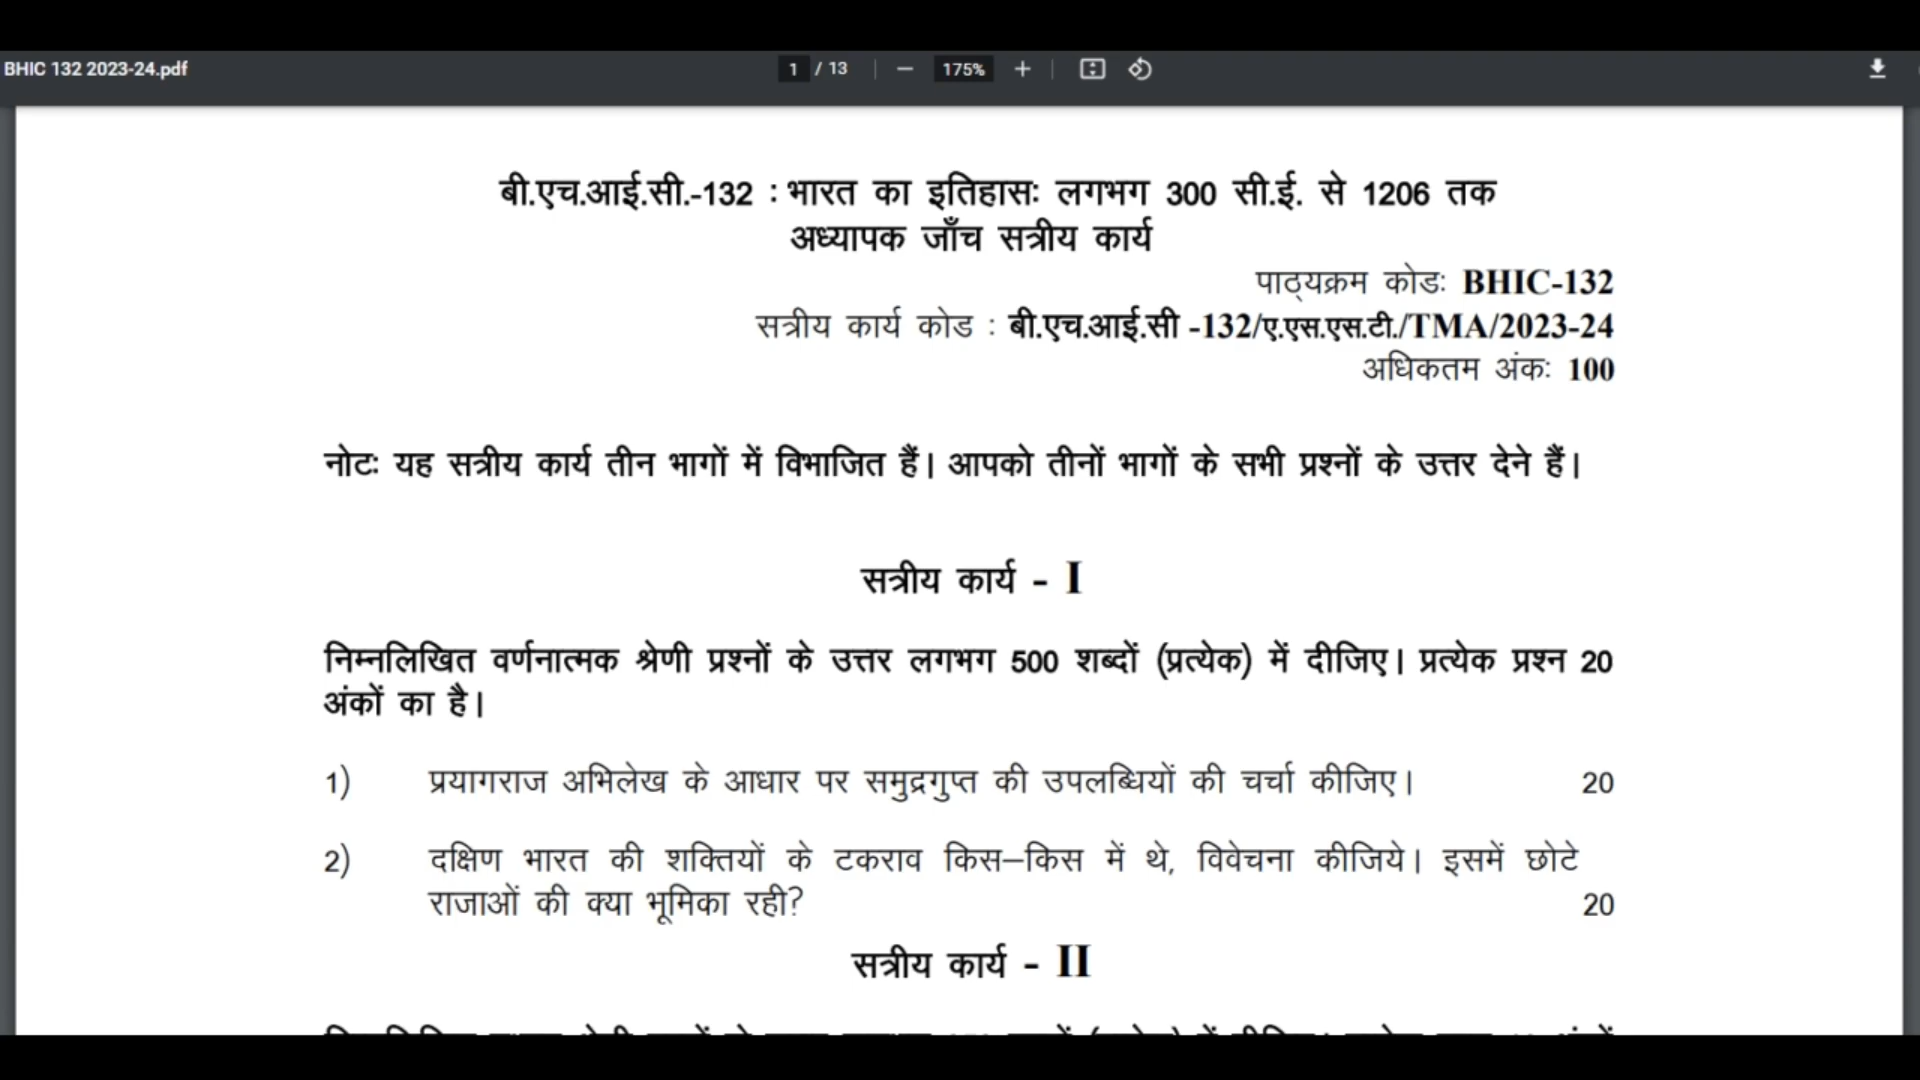 BHIC 132 2023-24.pdf
1 / 13
175%
बी.एच.आई.सी.-132 : भारत का इतिहासः लगभग 300 सी.ई. से 1206 तक
अध्यापक जाँच सत्रीय कार्य
पाठ्यक्रम कोडः BHIC-132
सत्रीय कार्य कोड : बी.एच.आई.सी -132/ए.एस.एस.टी./TMA/2023-24
अधिकतम अंकः 100
नोटः यह सत्रीय कार्य तीन भागों में विभाजित हैं। आपको तीनों भागों के सभी प्रश्नों के उत्तर देने हैं।
सत्रीय कार्य - I
निम्नलिखित वर्णनात्मक श्रेणी प्रश्नों के उत्तर लगभग 500 शब्दों (प्रत्येक) में दीजिए। प्रत्येक प्रश्न 20
अंकों का है।
1) प्रयागराज अभिलेख के आधार पर समुद्रगुप्त की उपलब्धियों की चर्चा कीजिए। 20
2) दक्षिण भारत की शक्तियों के टकराव किस–किस में थे, विवेचना कीजिये। इसमें छोटे
राजाओं की क्या भूमिका रही? 20
सत्रीय कार्य - II